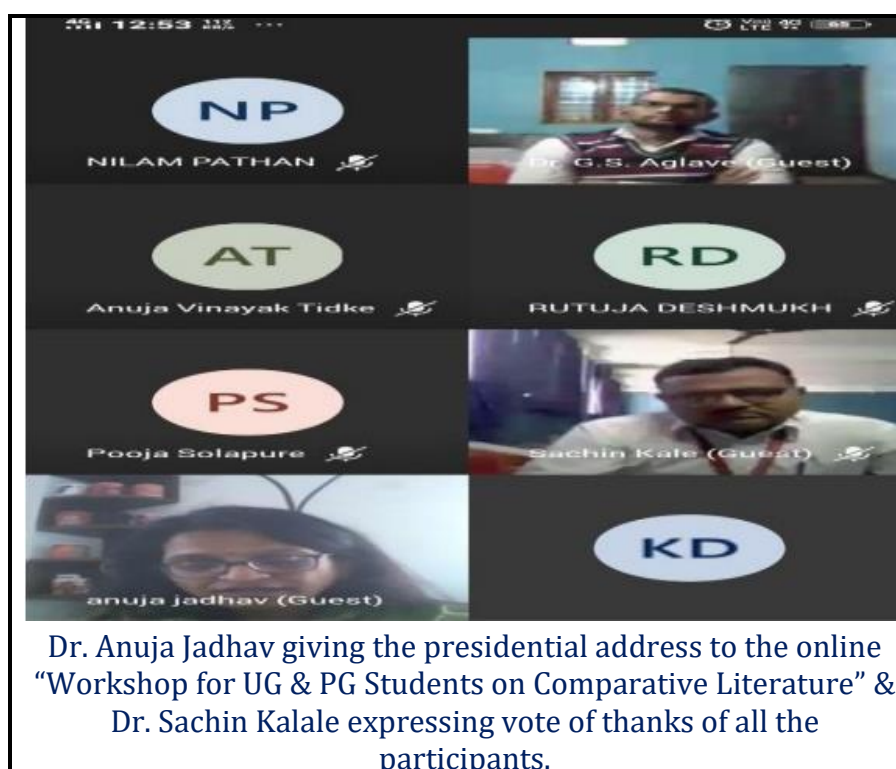 12:53
NP
NILAM PATHAN
Dr. G.S. Aglave (Guest)
AT
Anuja Vinayak Tidke
RD
RUTUJA DESHMUKH
PS
Pooja Solapure
Sachin Kale (Guest)
anuja jadhav (Guest)
KD
Dr. Anuja Jadhav giving the presidential address to the online
“Workshop for UG & PG Students on Comparative Literature” &
Dr. Sachin Kalale expressing vote of thanks of all the
participants.